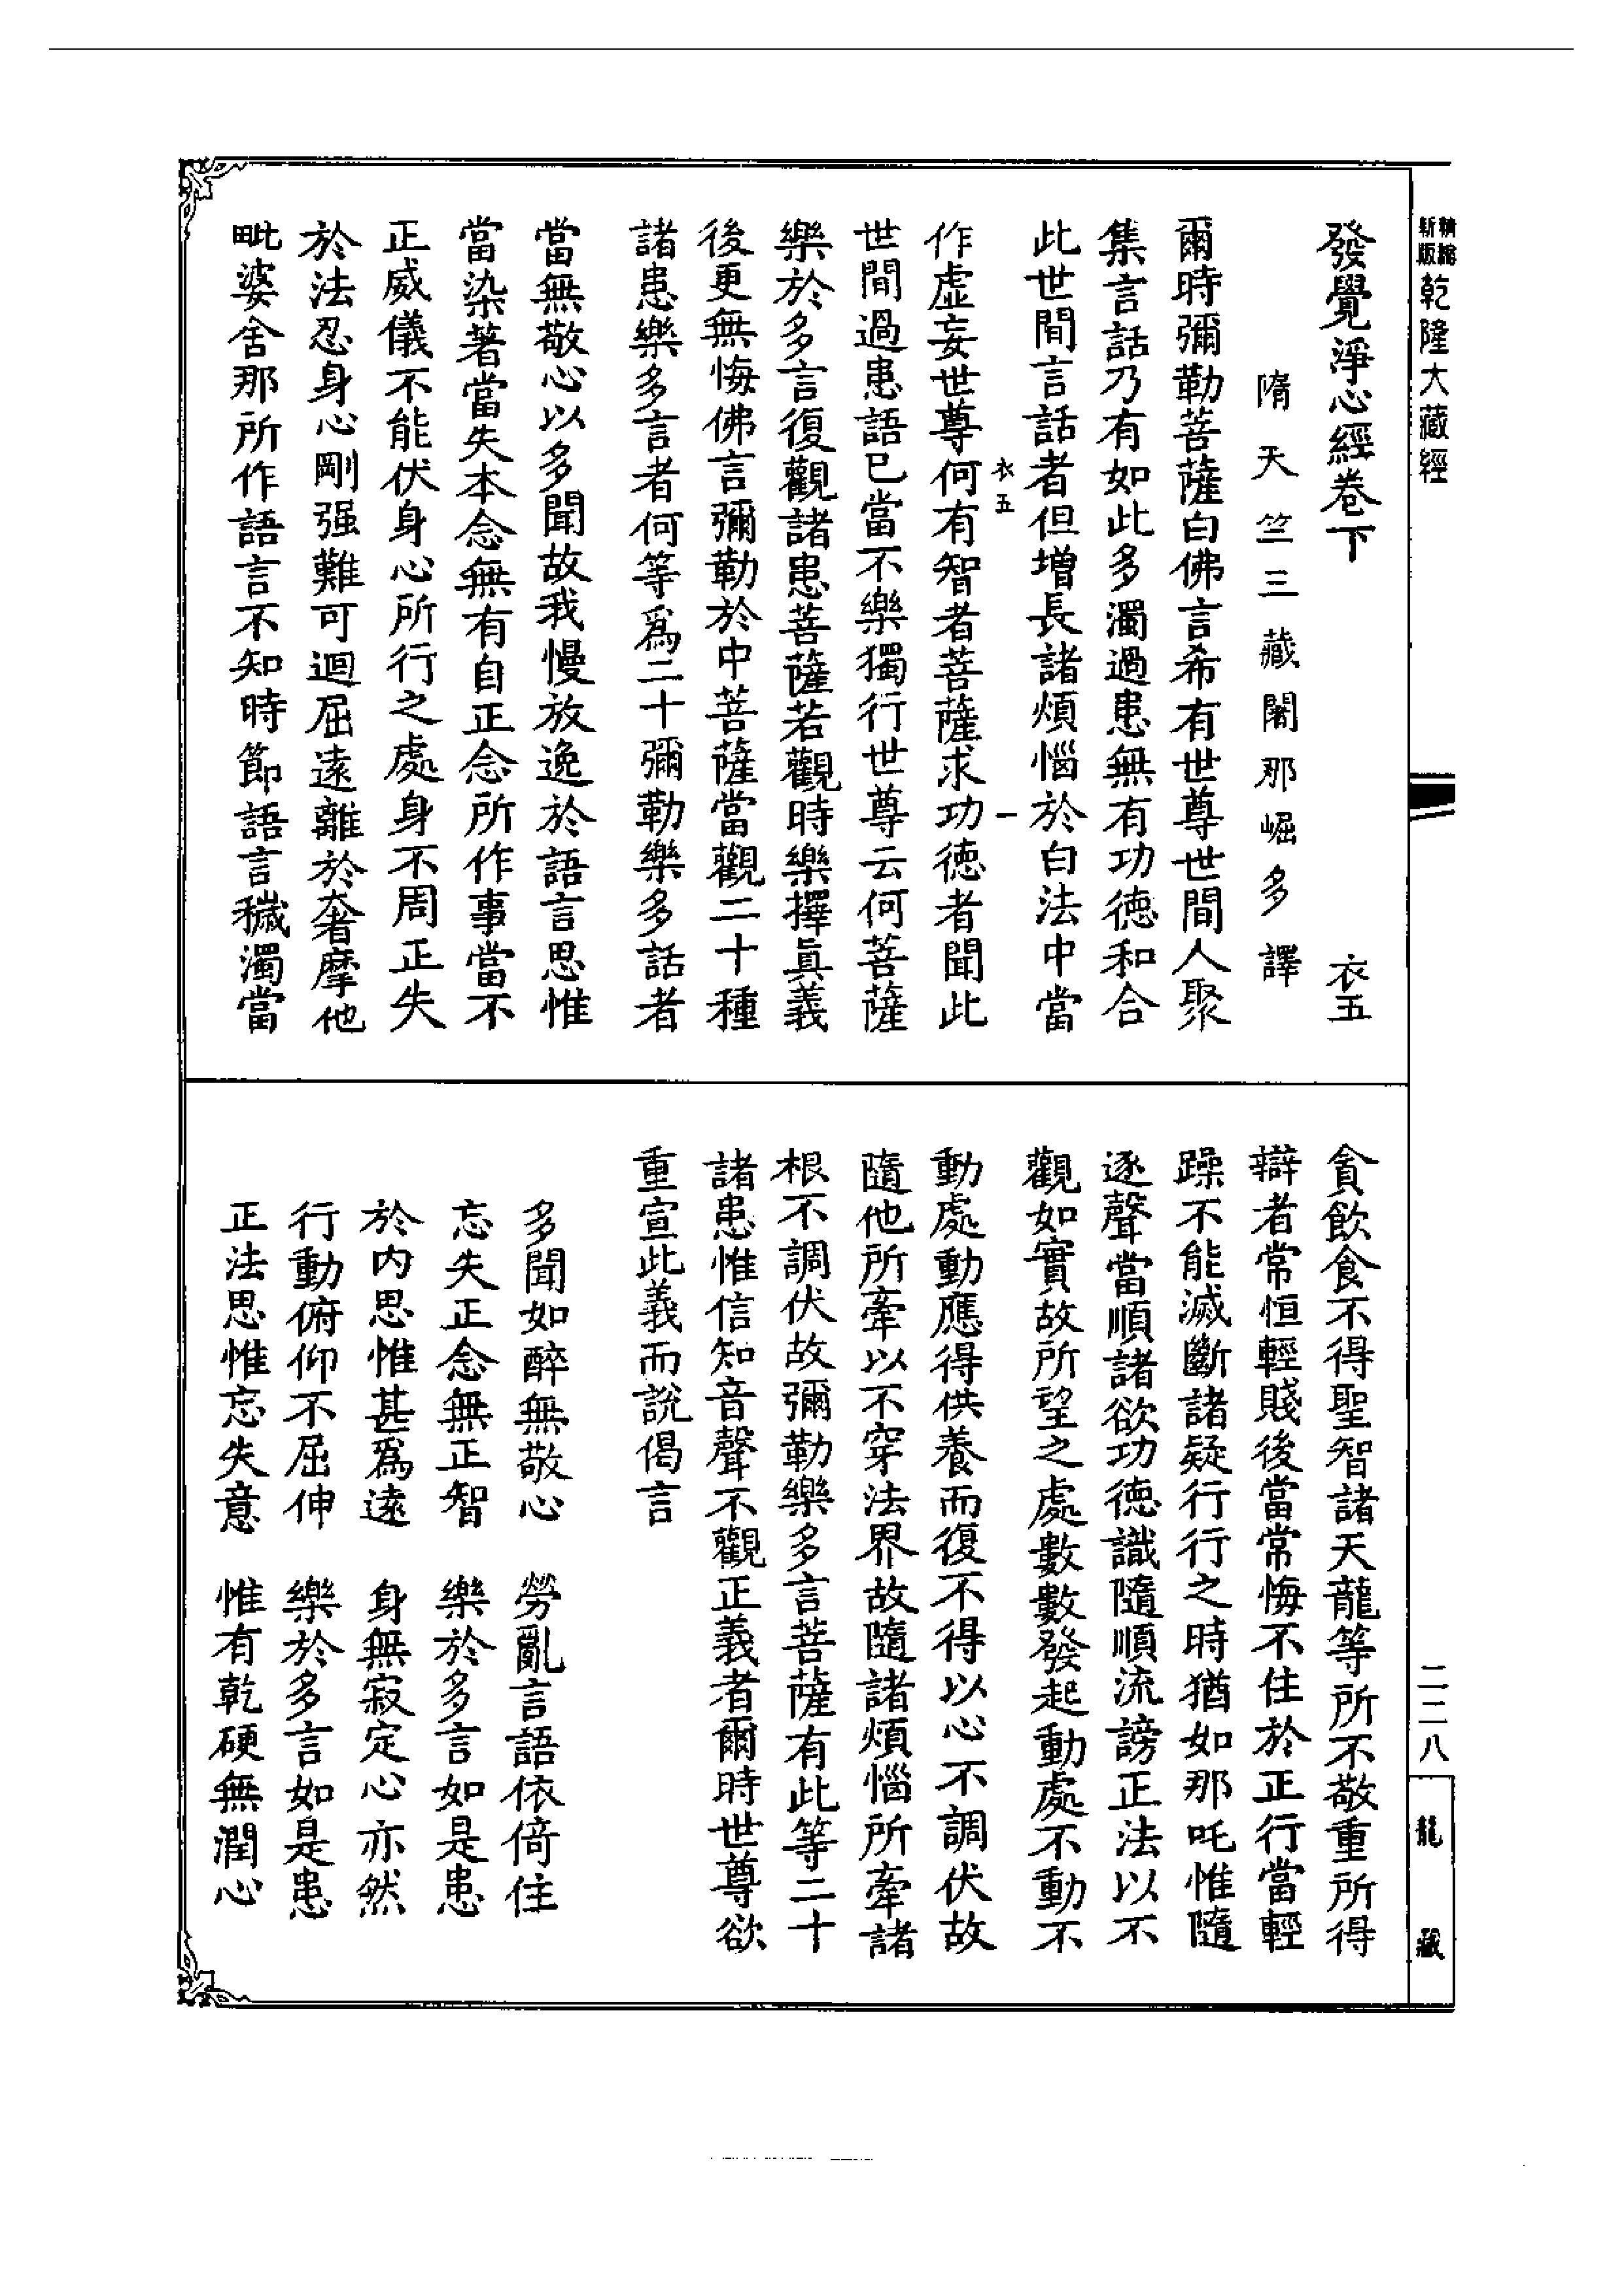 新版精縮乾隆大藏經
發覺淨心經卷下　衣五
隋天竺三藏闍那崛多譯
爾時彌勒菩薩白佛言希有世尊世間人聚
集言話乃有如此多濁過患無有功德和合
此世間言話者但增長諸煩惱於白法中當
衣五　一
作虛妄世尊何有智者菩薩求功德者聞此
世間過患語已當不樂獨行世尊云何菩薩
樂於多言復觀諸患菩薩若觀時樂擇眞義
後更無悔佛言彌勒於中菩薩當觀二十種
諸患樂多言者何等爲二十彌勒樂多話者
當無敬心以多聞故我慢放逸於語言思惟
當染著當失本念無有自正念所作事當不
正威儀不能伏身心所行之處身不周正失
於法忍身心剛强難可迴屈遠離於奢摩他
毗婆舍那所作語言不知時節語言穢濁當
貪飲食不得聖智諸天龍等所不敬重所得
辯者常恒輕賤後當常悔不住於正行當輕
躁不能滅斷諸疑行行之時猶如那吒惟隨
逐聲當順諸欲功德識隨順流謗正法以不
觀如實故所望之處數數發起動處不動不
動處動應得供養而復不得以心不調伏故
隨他所牽以不穿法界故隨諸煩惱所牽諸
根不調伏故彌勒樂多言菩薩有此等二十
諸患惟信知音聲不觀正義者爾時世尊欲
重宣此義而說偈言
多聞如醉無敬心　勞亂言語依倚住
忘失正念無正智　樂於多言如是患
於内思惟甚爲遠　身無寂定心亦然
行動俯仰不屈伸　樂於多言如是患
正法思惟忘失意　惟有乾硬無潤心
二二八
龍藏